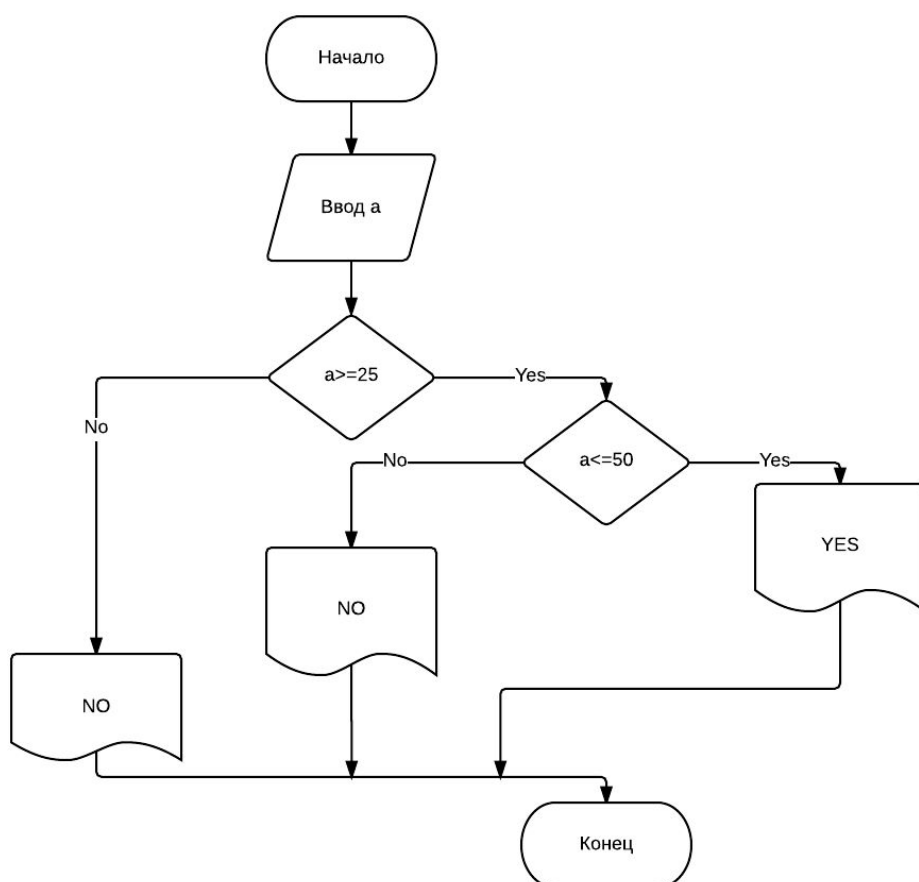 Начало
Ввод a
a>=25
Yes
No
a<=50
No
Yes
YES
NO
NO
Конец